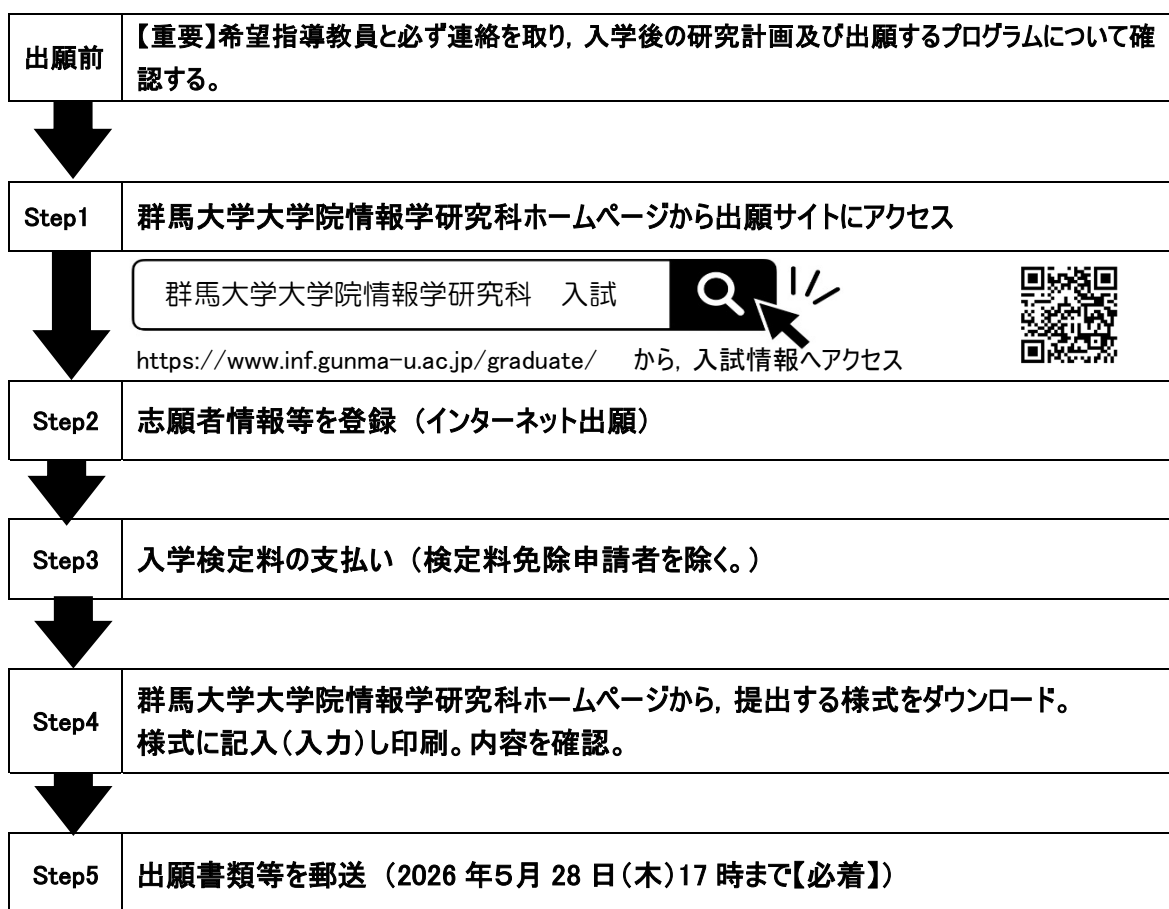 出願前
【重要】希望指導教員と必ず連絡を取り，入学後の研究計画及び出願するプログラムについて確
認する。
Step1
群馬大学大学院情報学研究科ホームページから出願サイトにアクセス
群馬大学大学院情報学研究科　入試
https://www.inf.gunma-u.ac.jp/graduate/　から，入試情報へアクセス
Step2
志願者情報等を登録（インターネット出願）
Step3
入学検定料の支払い（検定料免除申請者を除く。）
Step4
群馬大学大学院情報学研究科ホームページから，提出する様式をダウンロード。
様式に記入（入力）し印刷。内容を確認。
Step5
出願書類等を郵送（2026 年５月 28 日（木）17 時まで【必着】）